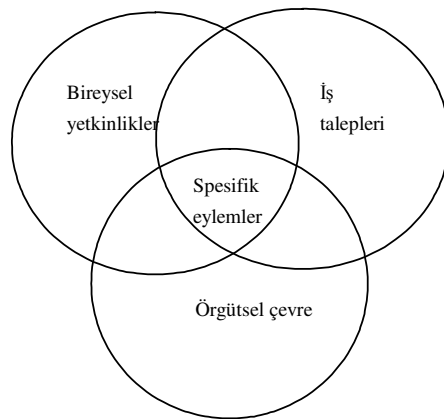 Bireysel
yetkinlikler
İş
talepleri
Spesifik
eylemler
Örgütsel çevre